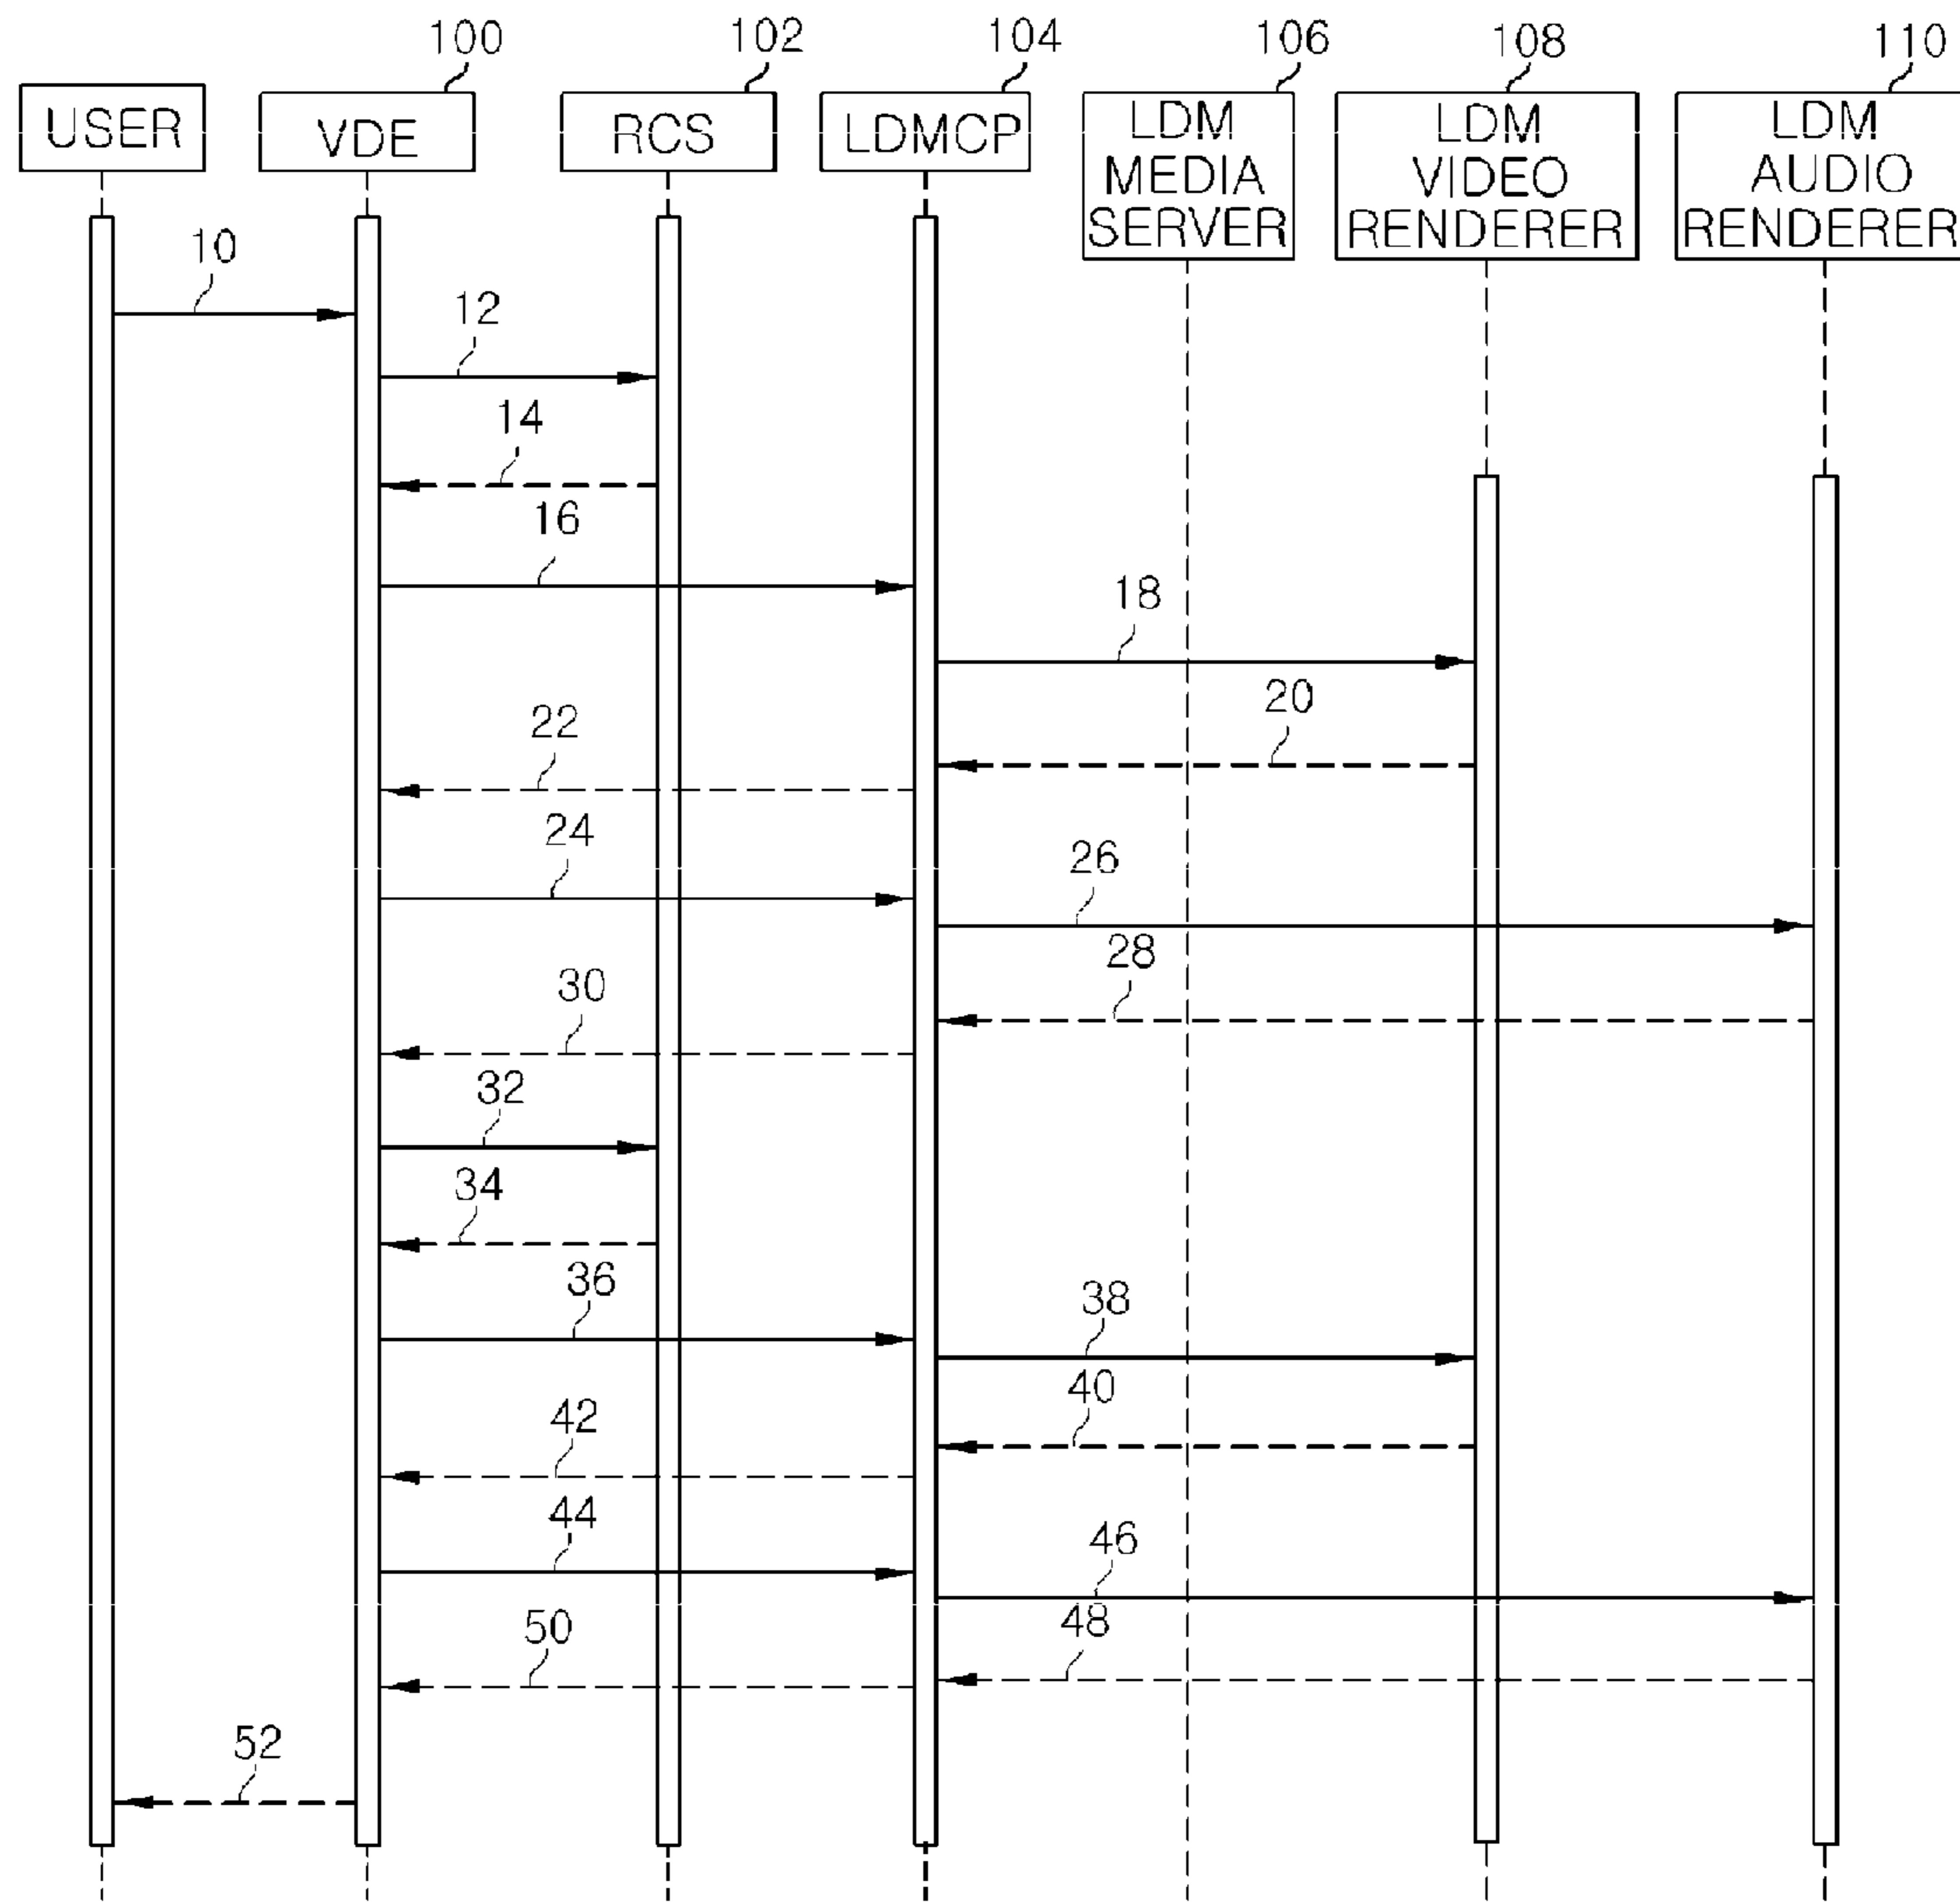 100
102
104
106
108
110
USER
VDE
RCS
LDMCP
LDM
MEDIA
SERVER
LDM
VIDEO
RENDERER
LDM
AUDIO
RENDERER
10
12
14
16
18
20
22
24
26
28
30
32
34
36
38
40
42
44
46
48
50
52